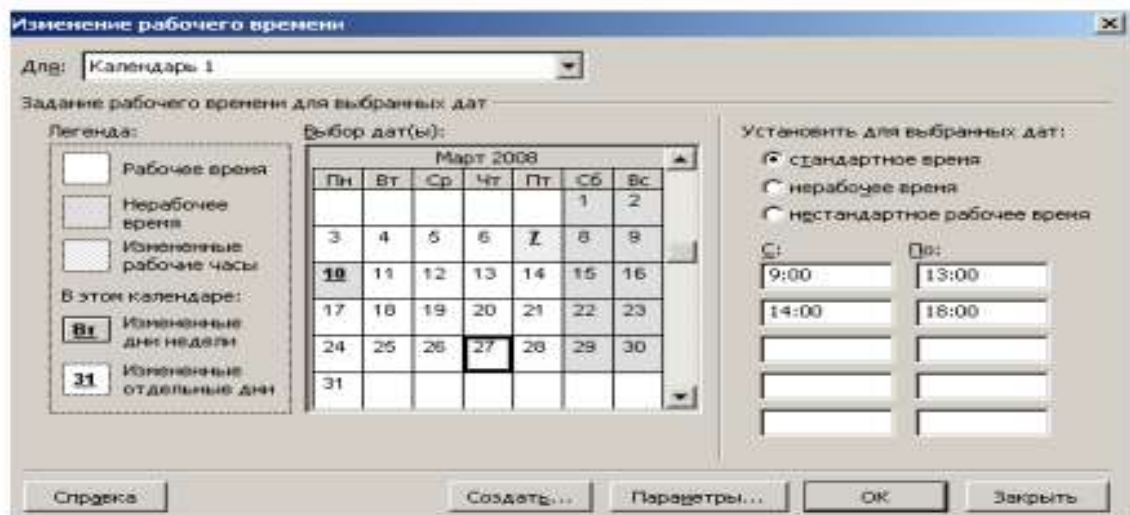 Изменение рабочего времени
Для: Календарь 1
Задание рабочего времени для выбранных дат
Легенда:
Рабочее время
Нерабочее
время
Измененные
рабочие часы
В этом календаре:
Вт Измененные
дни недели
31 Измененные
отдельные дни
Выбор дат(ы):
Март 2008
Пн Вт Ср Чт Пт Сб Вс
1 2
3 4 5 6 7 8 9
10 11 12 13 14 15 16
17 18 19 20 21 22 23
24 25 26 27 28 29 30
31
Установить для выбранных дат:
стандартное время
нерабочее время
нестандартное рабочее время
С: По:
9:00 13:00
14:00 18:00
Справка Создать... Параметры... ОК Закрыть